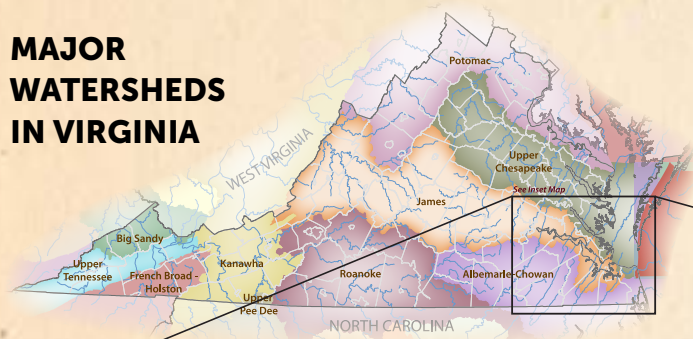 MAJOR
WATERSHEDS
IN VIRGINIA
Potomac
WEST VIRGINIA
Upper
Chesapeake
See Inset Map
James
Big Sandy
Upper
Tennessee
French Broad -
Holston
Kanawha
Roanoke
Albemarle-Chowan
Upper
Pee Dee
NORTH CAROLINA